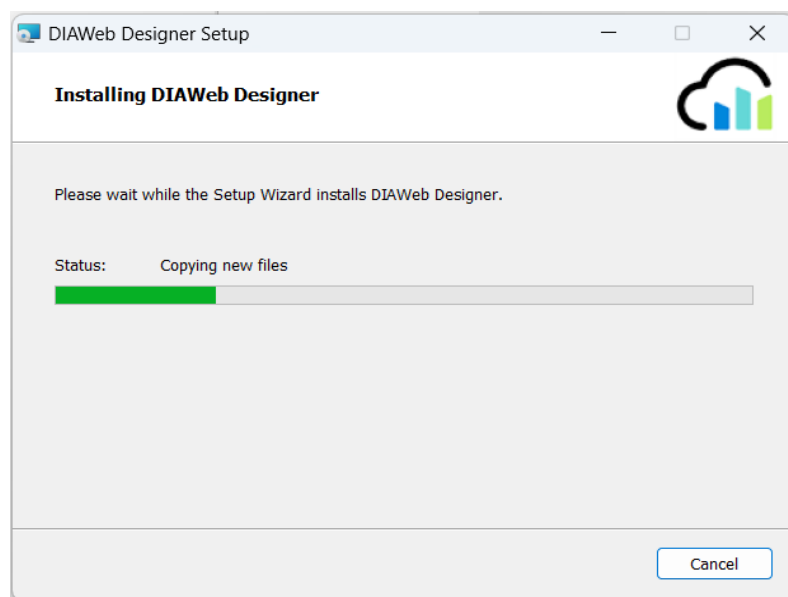 DIAWeb Designer Setup
Installing DIAWeb Designer
Please wait while the Setup Wizard installs DIAWeb Designer.
Status: Copying new files
Cancel